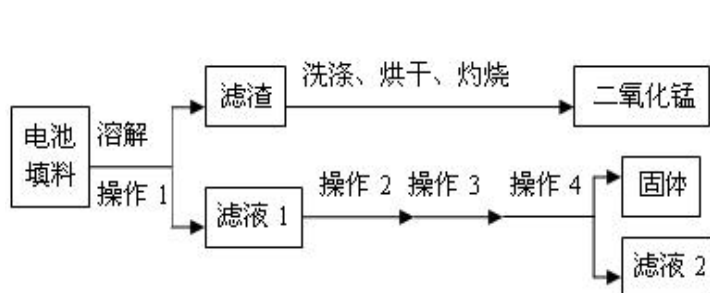 电池
填料
溶解
操作 1
滤渣
洗涤、烘干、灼烧
二氧化锰
滤液 1
操作 2
操作 3
操作 4
固体
滤液 2